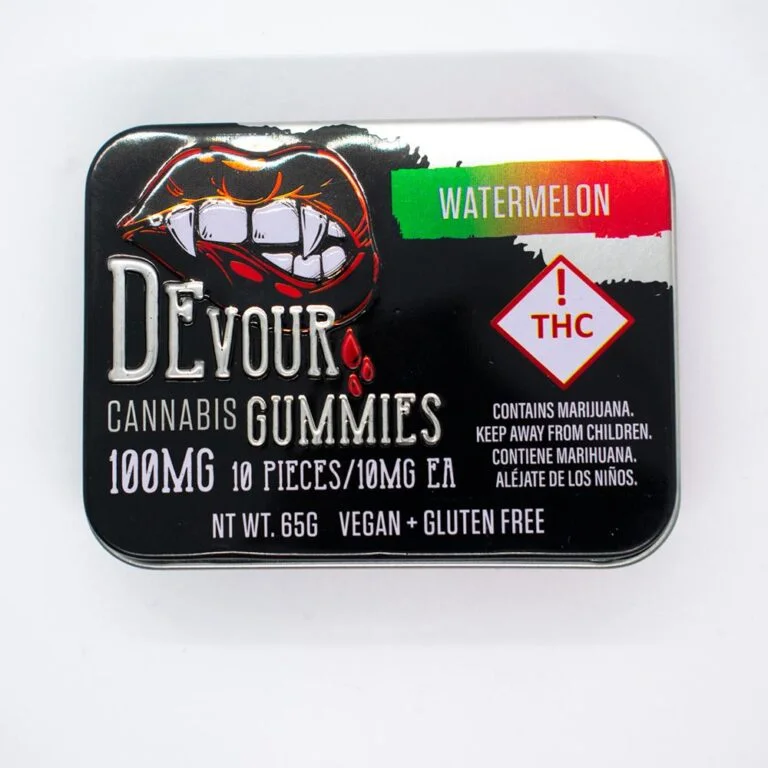 WATERMELON
DEVOUR
CANNABIS GUMMIES
100MG 10 PIECES/10MG EA
!
THC
CONTAINS MARIJUANA.
KEEP AWAY FROM CHILDREN.
CONTIENE MARIHUANA.
ALÉJATE DE LOS NIÑOS.
NT WT. 65G VEGAN + GLUTEN FREE